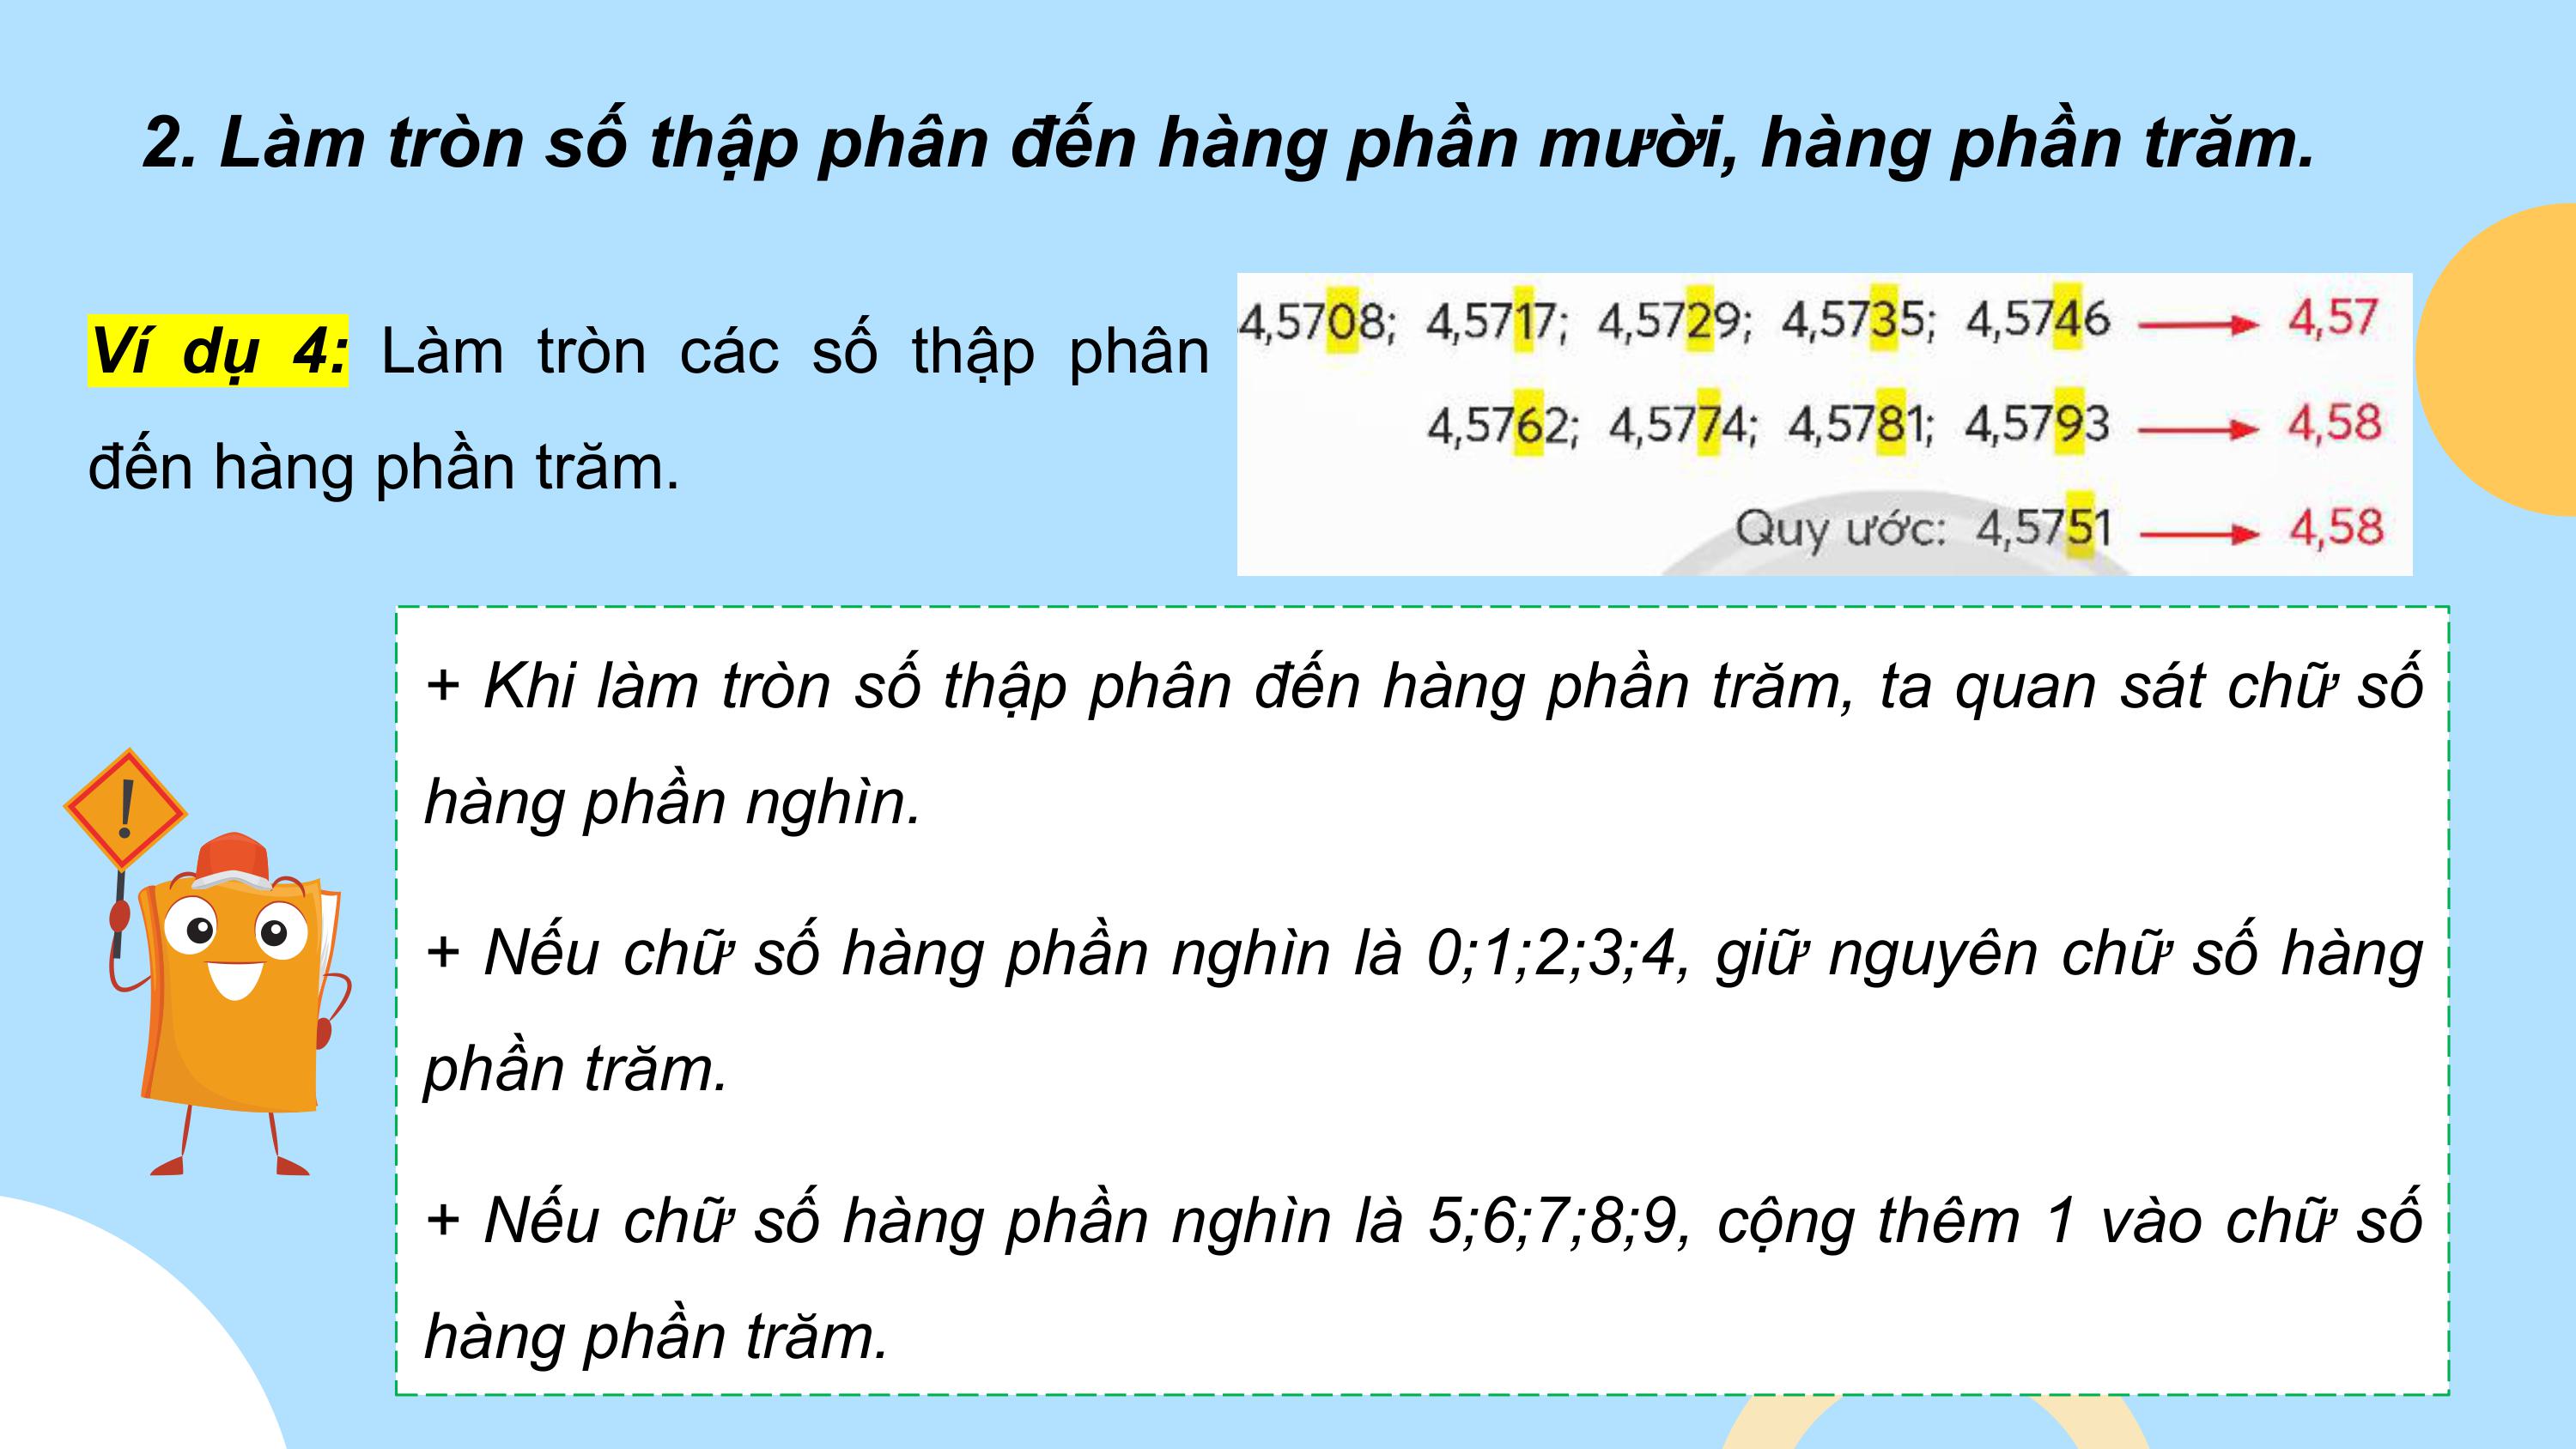 2. Làm tròn số thập phân đến hàng phần mười, hàng phần trăm.
Ví dụ 4: Làm tròn các số thập phân
đến hàng phần trăm.
4,5708; 4,5717; 4,5729; 4,5735; 4,5746 → 4,57
4,5762; 4,5774; 4,5781; 4,5793 → 4,58
Quy ước: 4,5751 → 4,58
!
+ Khi làm tròn số thập phân đến hàng phần trăm, ta quan sát chữ số
hàng phần nghìn.
+ Nếu chữ số hàng phần nghìn là 0;1;2;3;4, giữ nguyên chữ số hàng
phần trăm.
+ Nếu chữ số hàng phần nghìn là 5;6;7;8;9, cộng thêm 1 vào chữ số
hàng phần trăm.